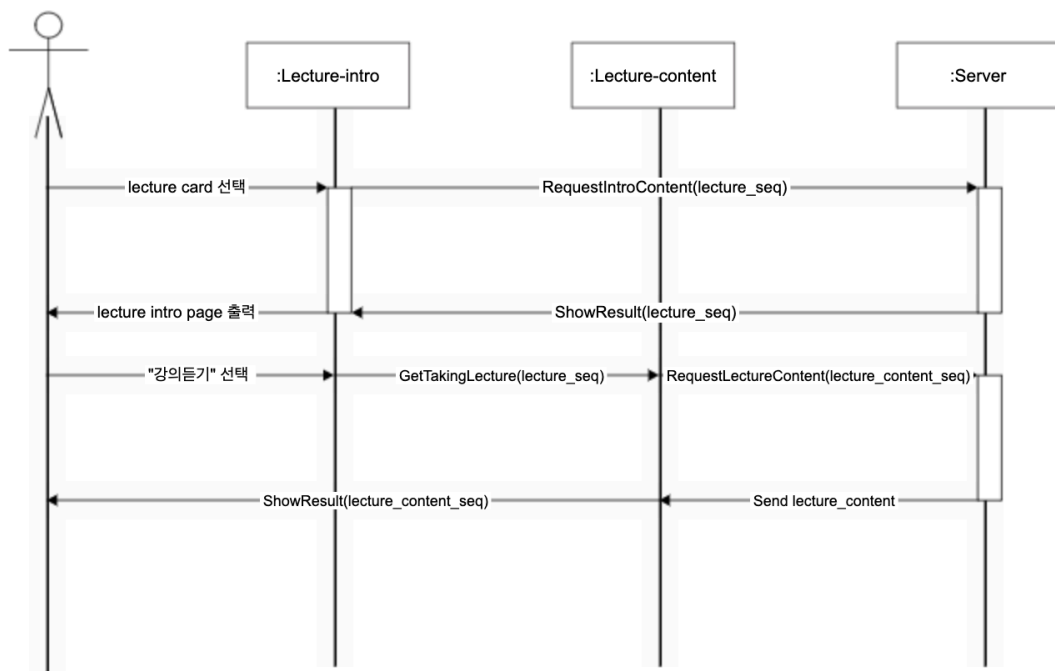 :Lecture-intro
:Lecture-content
:Server
lecture card 선택
RequestIntroContent(lecture_seq)
lecture intro page 출력
ShowResult(lecture_seq)
"강의듣기" 선택
GetTakingLecture(lecture_seq)
RequestLectureContent(lecture_content_seq)
ShowResult(lecture_content_seq)
Send lecture_content